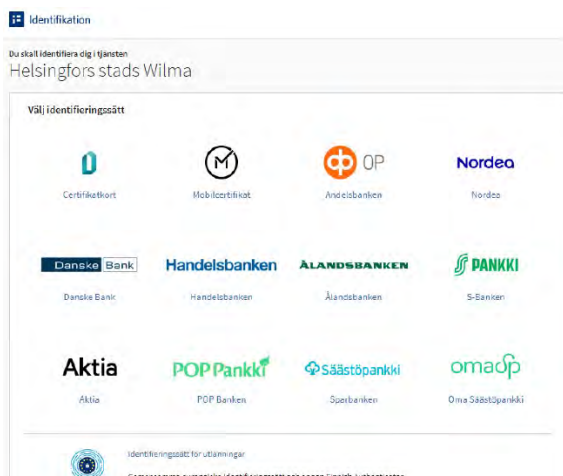 Identifikation
Du skall identifiera dig i tjänsten
Helsingfors stads Wilma
Välj identifieringssätt
OP Nordea
Certifikatkort Mobilcertifikat Andelsbanken Nordea
Danske Bank Handelsbanken ÅLANDSBANKEN S PANKKI
Danske Bank Handelsbanken Ålandsbanken S-Banken
Aktia POP Pankki Säästöpankki omasp
Aktia POP Banken Sparbanken Oma Säästöpankki
Identifieringssätt för utlänningar